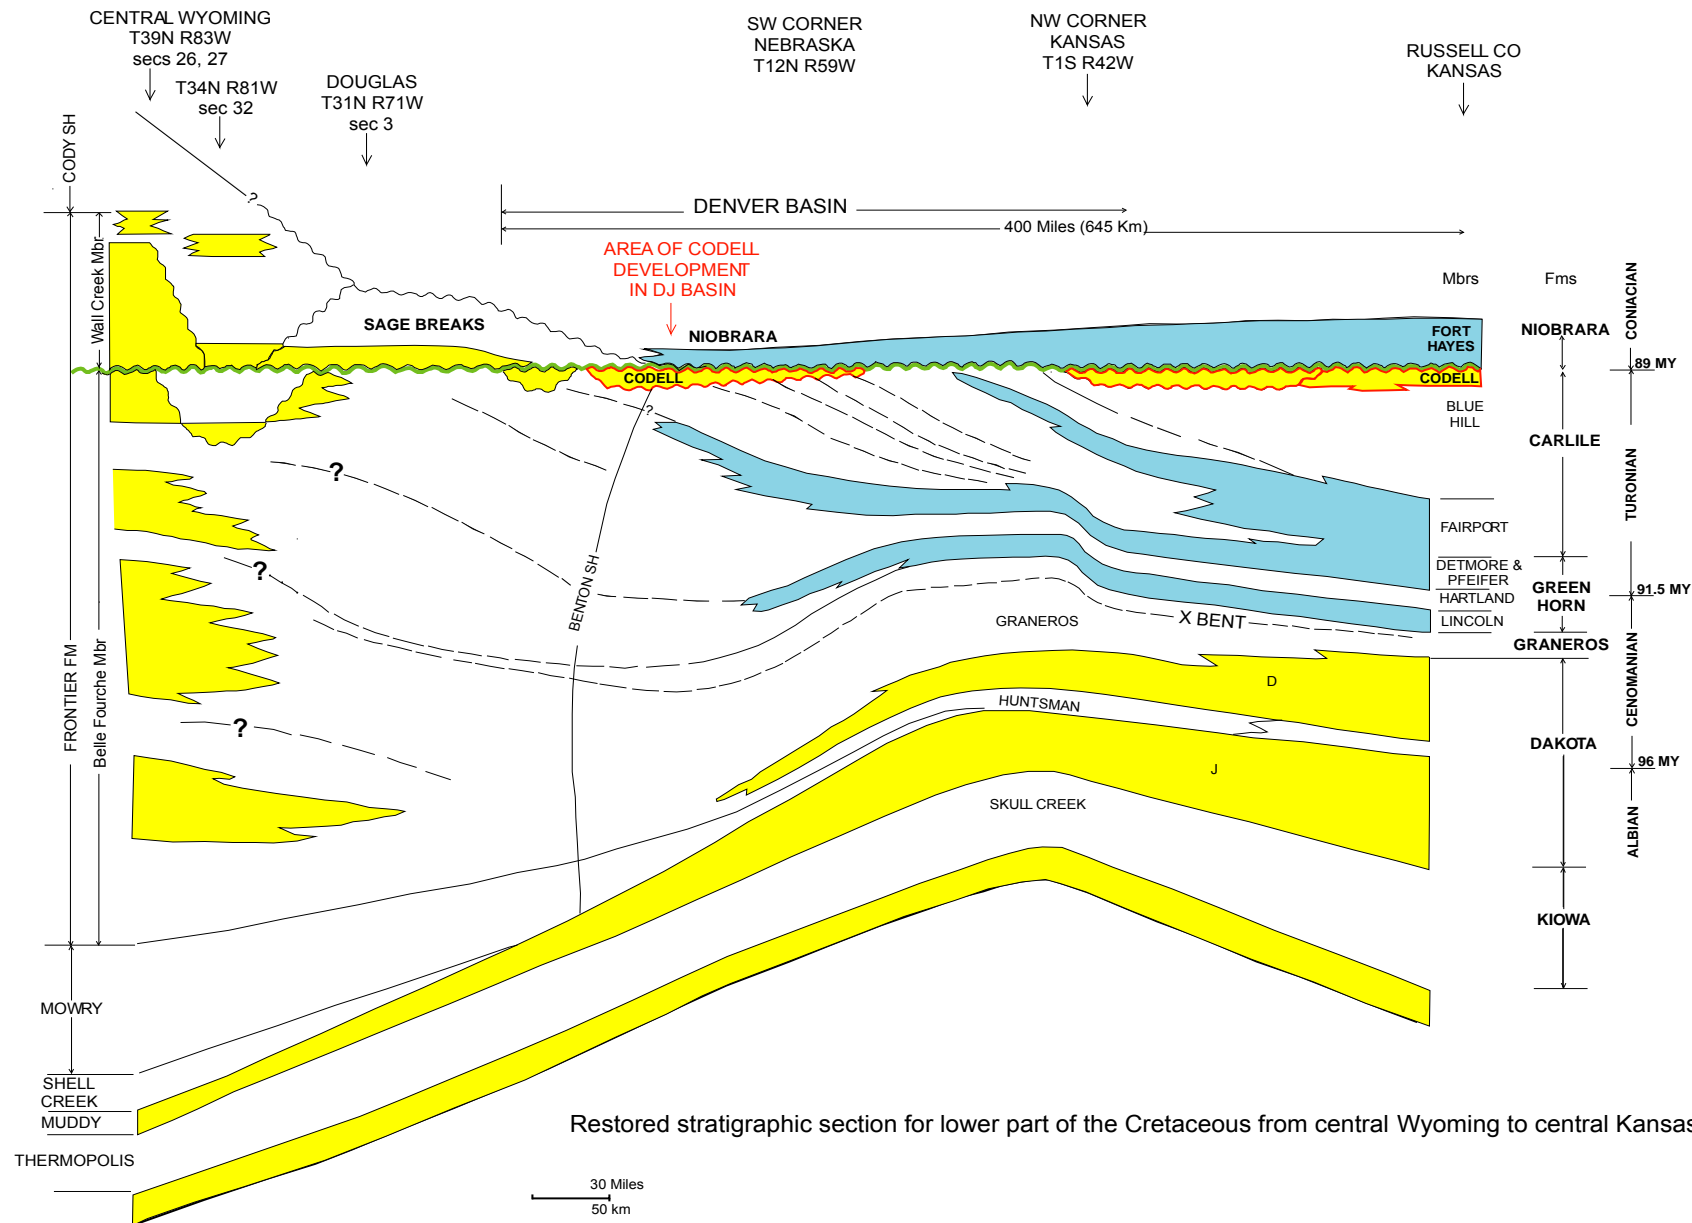 CENTRAL WYOMING
T39N R83W
secs 26, 27
T34N R81W
sec 32
DOUGLAS
T31N R71W
sec 3
SW CORNER
NEBRASKA
T12N R59W
NW CORNER
KANSAS
T1S R42W
RUSSELL CO
KANSAS
CODY SH
?
DENVER BASIN
400 Miles (645 Km)
AREA OF CODELL
DEVELOPMENT
IN DJ BASIN
Mbrs
Fms
Wall Creek Mbr
SAGE BREAKS
NIOBRARA
FORT
HAYES
NIOBRARA
CONIACIAN
89 MY
CODELL
CODELL
BLUE
HILL
CARLILE
TURONIAN
?
?
?
BENTON SH
FAIRPORT
DETMORE &
PFEIFER
HARTLAND
LINCOLN
GREEN
HORN
91.5 MY
GRANEROS
X BENT
GRANEROS
FRONTIER FM
Belle Fourche Mbr
?
D
HUNTSMAN
J
SKULL CREEK
DAKOTA
CENOMANIAN
96 MY
ALBIAN
KIOWA
MOWRY
SHELL
CREEK
MUDDY
THERMOPOLIS
Restored stratigraphic section for lower part of the Cretaceous from central Wyoming to central Kansas
30 Miles
50 km